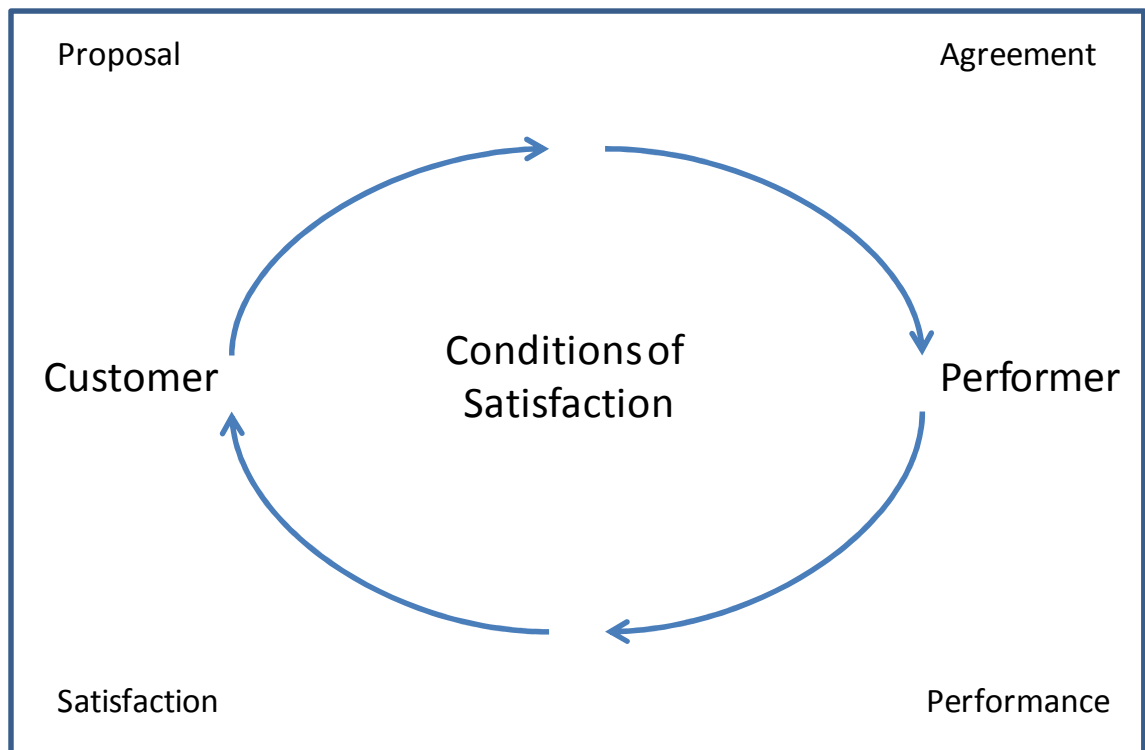 Proposal
Agreement
Conditions of
Satisfaction
Customer
Performer
Satisfaction
Performance